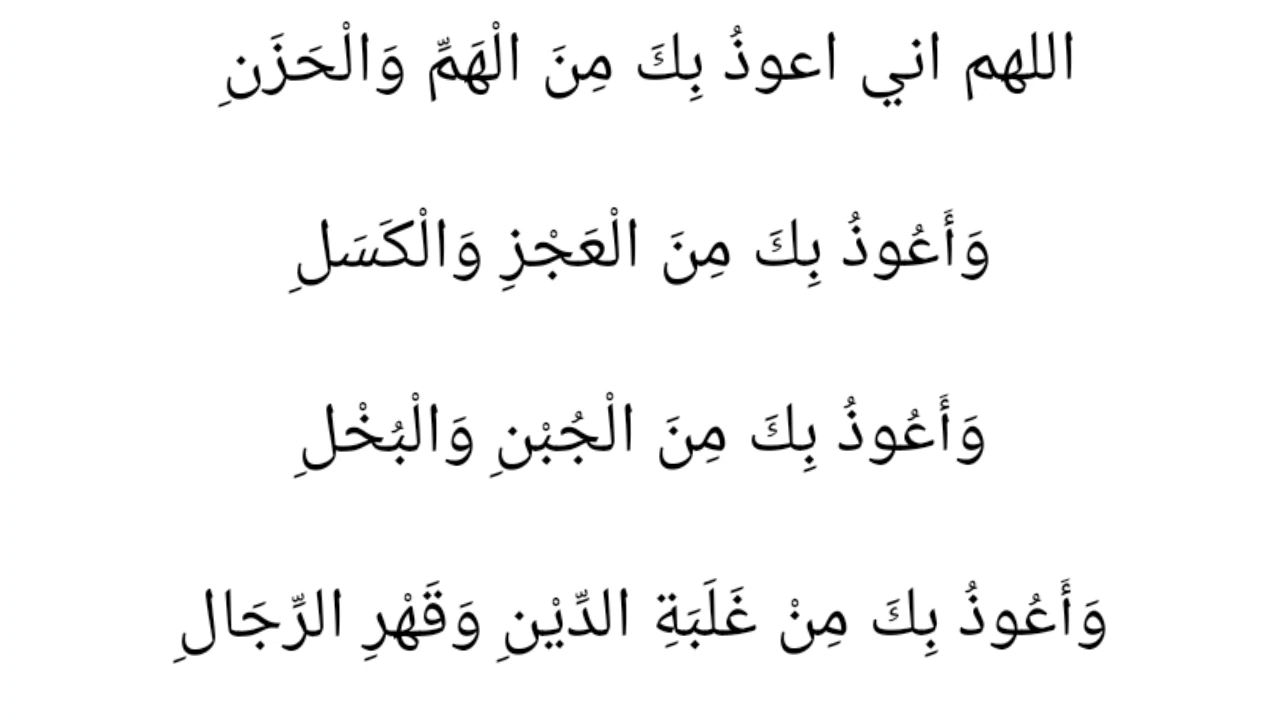 اللهم اني اعوذُ بِكَ مِنَ الْهَمِّ وَالْحَزَنِ
وَأَعُوذُ بِكَ مِنَ الْعَجْزِ وَالْكَسَلِ
وَأَعُوذُ بِكَ مِنَ الْجُبْنِ وَالْبُخْلِ
وَأَعُوذُ بِكَ مِنْ غَلَبَةِ الدِّيْنِ وَقَهْرِ الرِّجَالِ